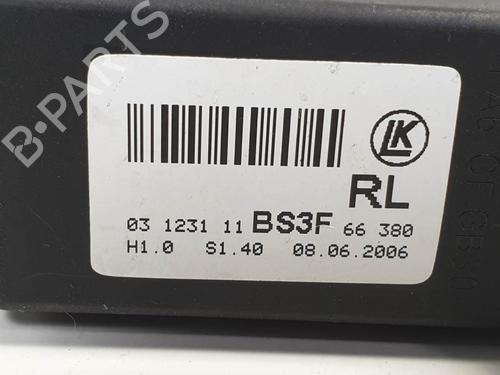 B-PARTS
LK
RL
03 1231 11 BS3F 66 380
H1.0 S1.40 08.06.2006